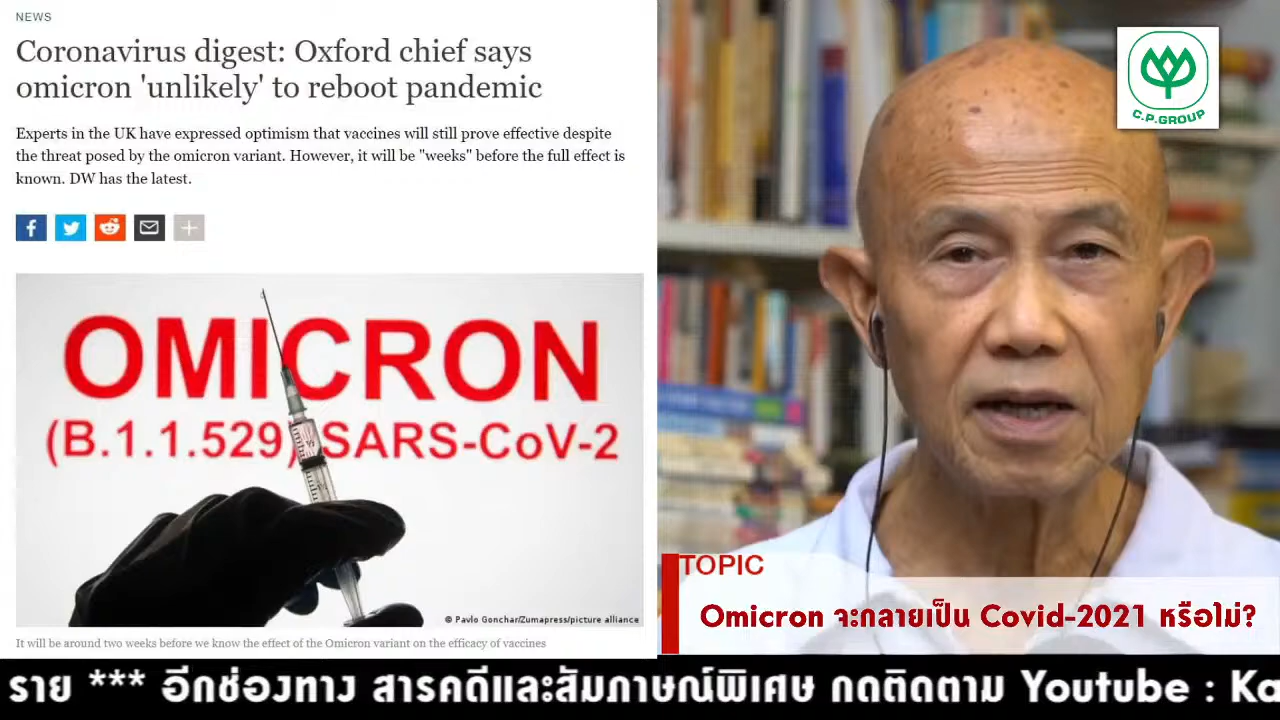 NEWS
Coronavirus digest: Oxford chief says
omicron 'unlikely' to reboot pandemic
Experts in the UK have expressed optimism that vaccines will still prove effective despite
the threat posed by the omicron variant. However, it will be "weeks" before the full effect is
known. DW has the latest.
OMICRON
(B.1.1.529) SARS-CoV-2
© Pavlo Gonchar/Zumapress/picture alliance
It will be around two weeks before we know the effect of the Omicron variant on the efficacy of vaccines
C.P.GROUP
TOPIC
Omicron จะกลายเป็น Covid-2021 หรือไม่?
ราย *** อีกช่องทาง สารคดีและสัมภาษณ์พิเศษ กดติดตาม Youtube : Ka